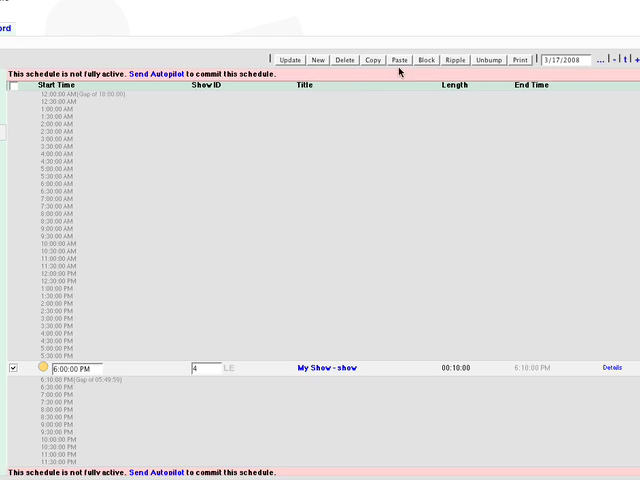 ord
Update New Delete Copy Paste Block Ripple Unbump Print 3/17/2008 ... - t +
This schedule is not fully active. Send Autopilot to commit this schedule.
Start Time Show ID Title Length End Time
12:00:00 AM(Gap of 18:00:00)
12:30:00 AM
1:00:00 AM
1:30:00 AM
2:00:00 AM
2:30:00 AM
3:00:00 AM
3:30:00 AM
4:00:00 AM
4:30:00 AM
5:00:00 AM
5:30:00 AM
6:00:00 AM
6:30:00 AM
7:00:00 AM
7:30:00 AM
8:00:00 AM
8:30:00 AM
9:00:00 AM
9:30:00 AM
10:00:00 AM
10:30:00 AM
11:00:00 AM
11:30:00 AM
12:00:00 PM
12:30:00 PM
1:00:00 PM
1:30:00 PM
2:00:00 PM
2:30:00 PM
3:00:00 PM
3:30:00 PM
4:00:00 PM
4:30:00 PM
5:00:00 PM
5:30:00 PM
6:00:00 PM 4 LE My Show - show 00:10:00 6:10:00 PM Details
6:10:00 PM(Gap of 05:49:59)
6:30:00 PM
7:00:00 PM
7:30:00 PM
8:00:00 PM
8:30:00 PM
9:00:00 PM
9:30:00 PM
10:00:00 PM
10:30:00 PM
11:00:00 PM
11:30:00 PM
This schedule is not fully active. Send Autopilot to commit this schedule.